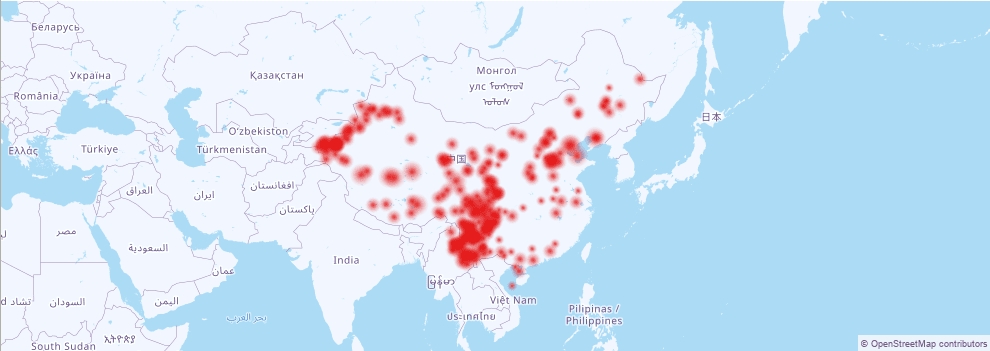 Беларусь
Україна
Қазақстан
Монгол
улс ᠮᠣᠩᠭᠣᠯ
ᠤᠯᠤᠰ
România
日本
O'zbekiston
Ελλάς
Türkiye
Türkmenistan
中国
افغانستان
العراق
ایران
پاکستان
مصر
السعودية
India
عمان
မြန်မာ
تشاد
السودان
اليمن
Việt Nam
بحر العرب
ประเทศไทย
Pilipinas /
Philippines
South Sudan
ኢትዮጵያ
© OpenStreetMap contributors